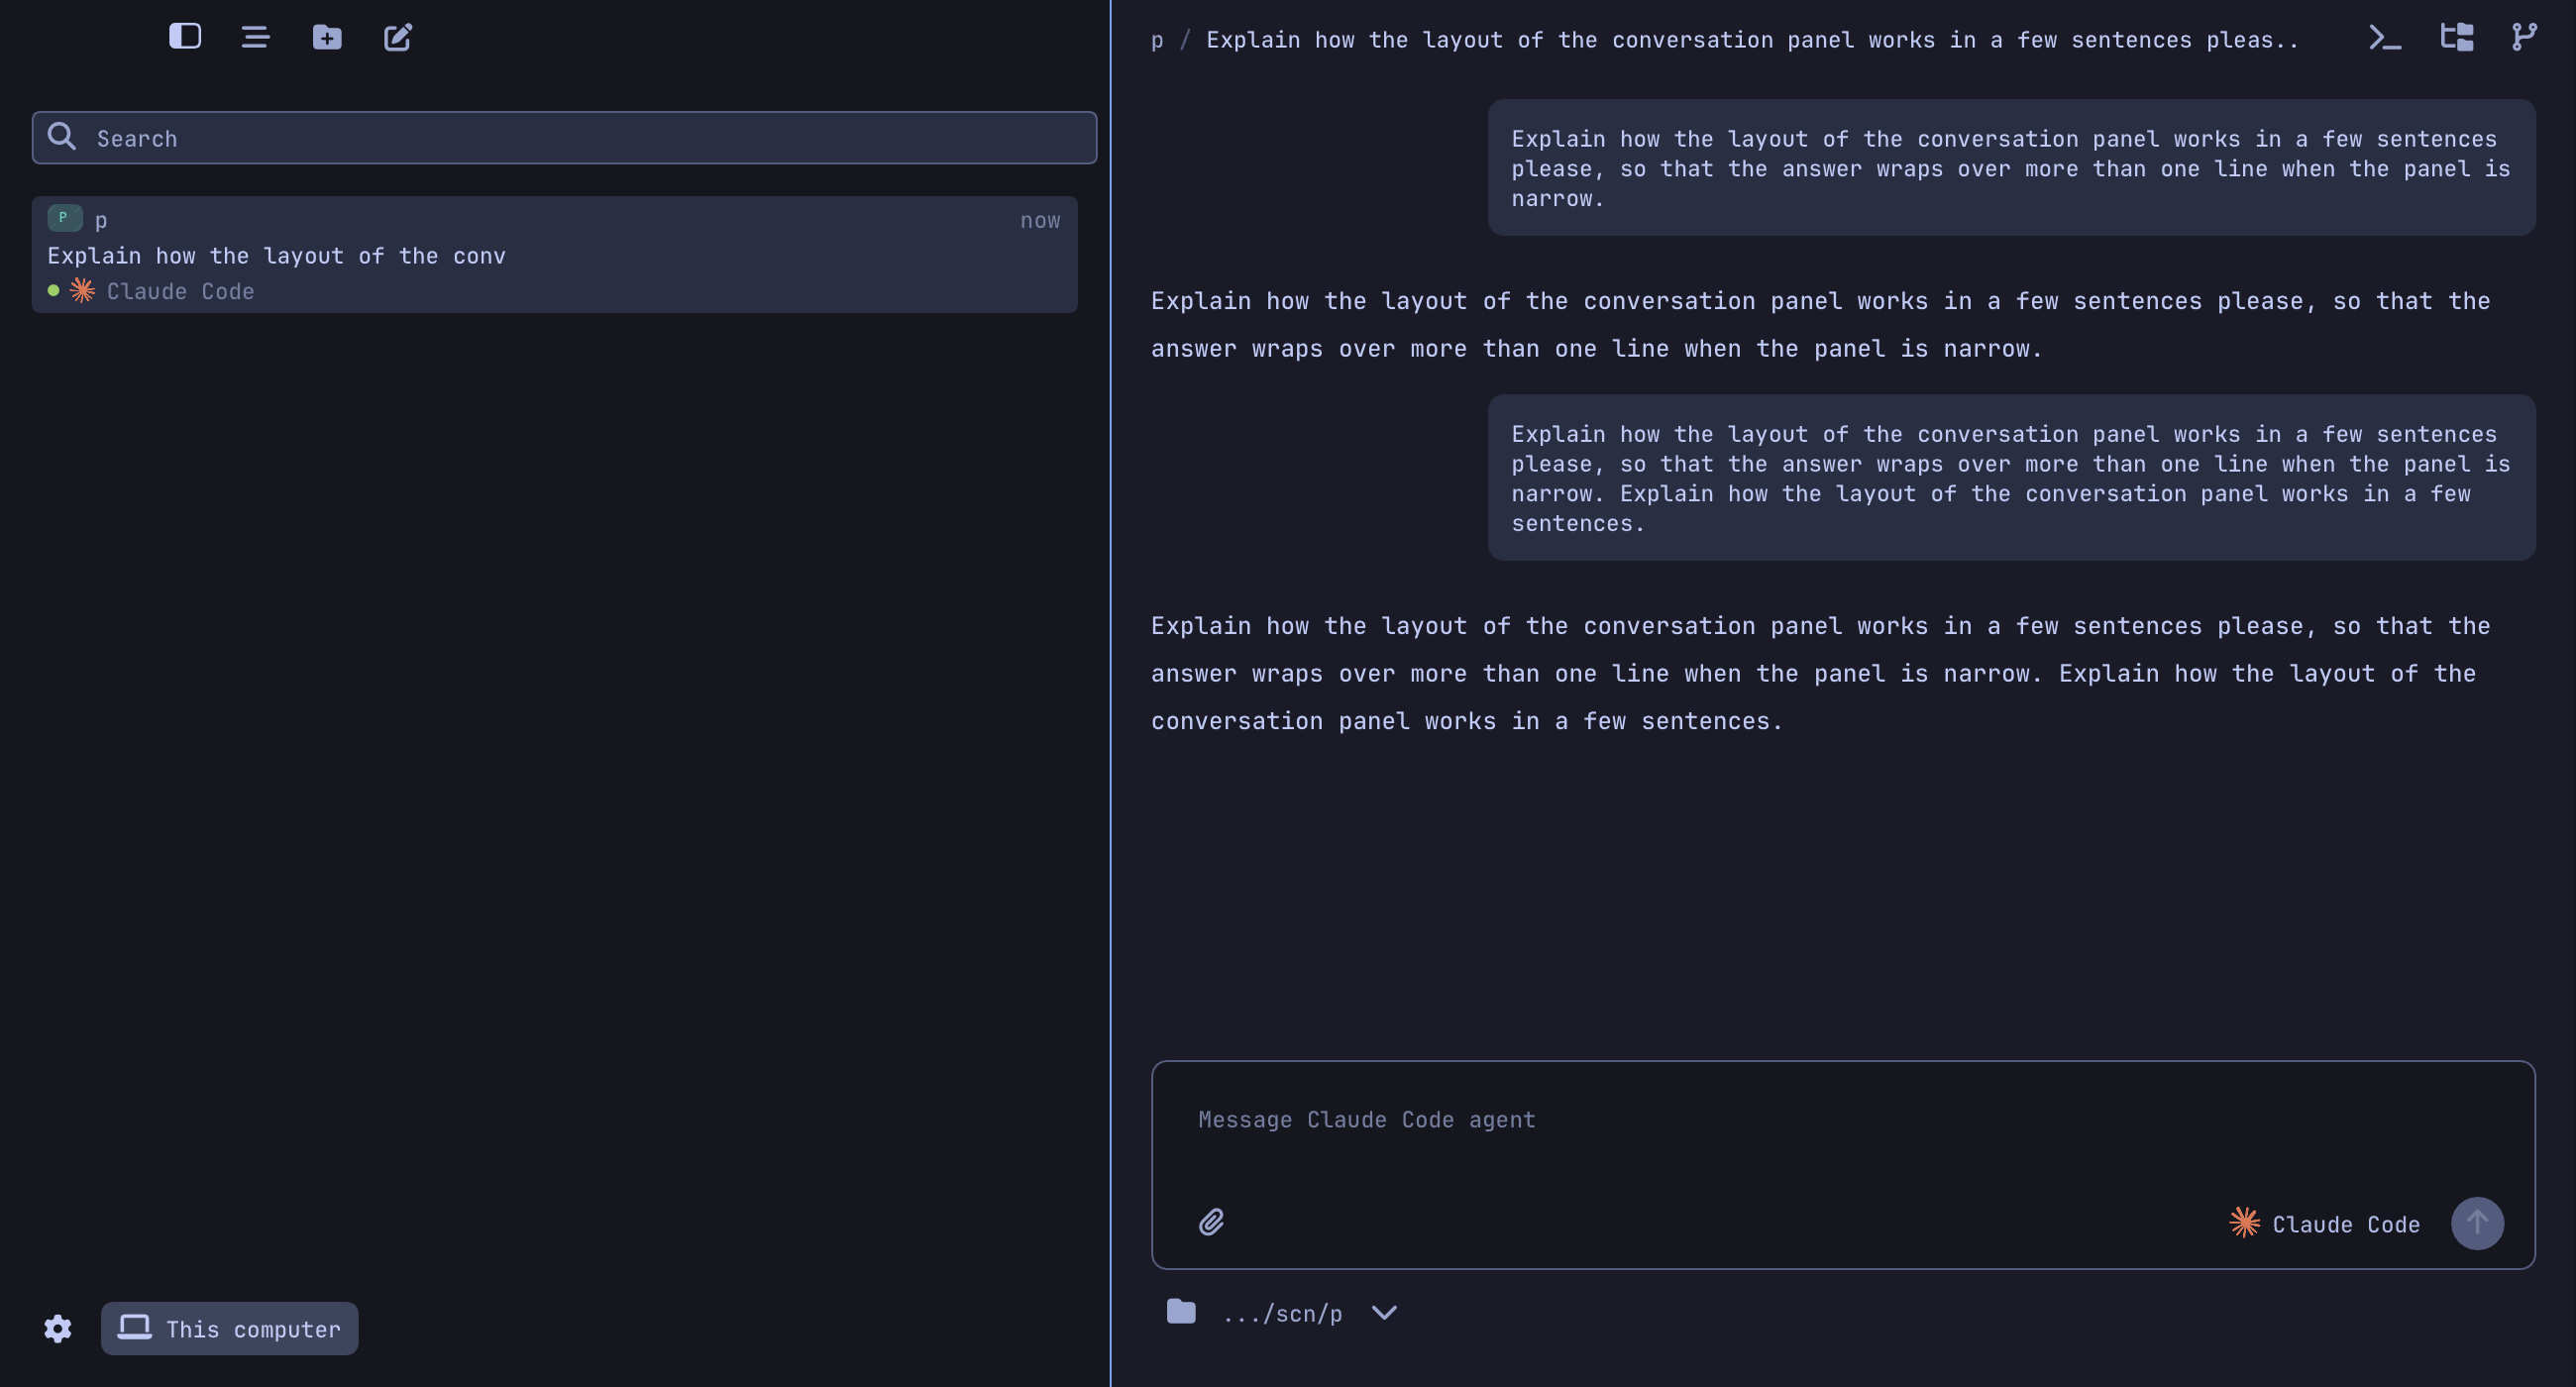 p / Explain how the layout of the conversation panel works in a few sentences pleas..
Search
P p now
Explain how the layout of the conv
Claude Code
Explain how the layout of the conversation panel works in a few sentences
please, so that the answer wraps over more than one line when the panel is
narrow.
Explain how the layout of the conversation panel works in a few sentences please, so that the
answer wraps over more than one line when the panel is narrow.
Explain how the layout of the conversation panel works in a few sentences
please, so that the answer wraps over more than one line when the panel is
narrow. Explain how the layout of the conversation panel works in a few
sentences.
Explain how the layout of the conversation panel works in a few sentences please, so that the
answer wraps over more than one line when the panel is narrow. Explain how the layout of the
conversation panel works in a few sentences.
Message Claude Code agent
Claude Code
.../scn/p
This computer